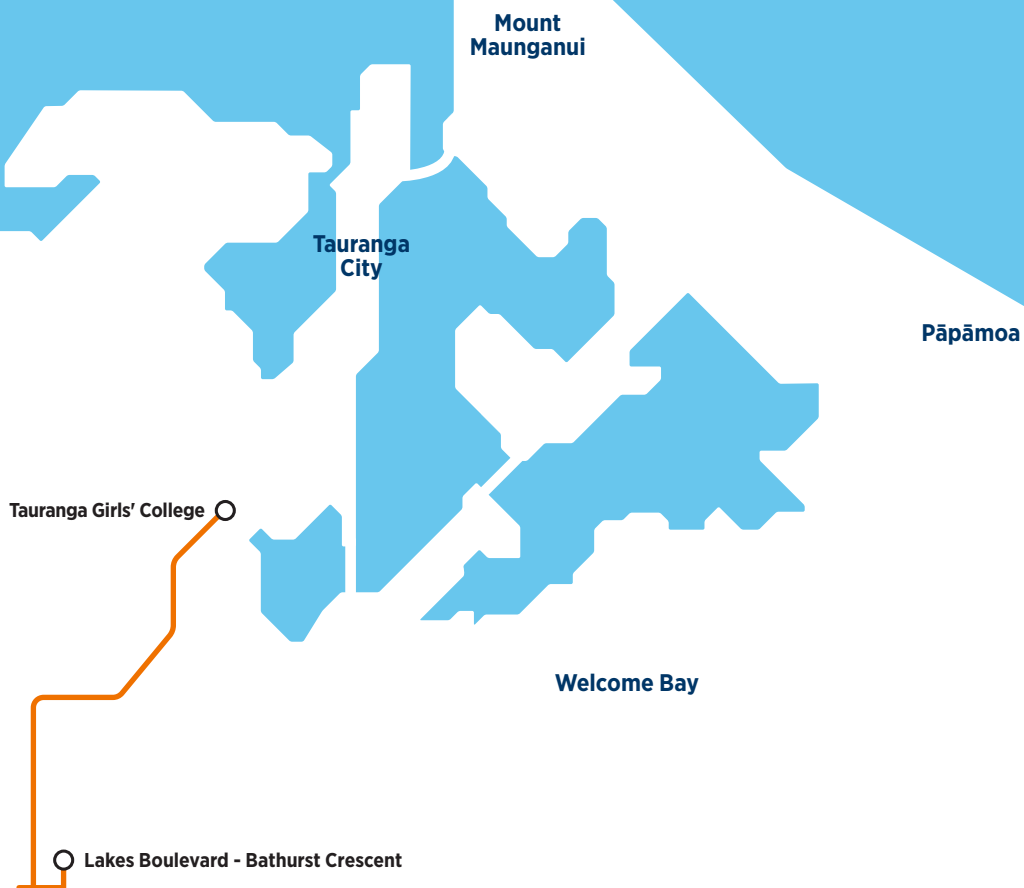 Mount
Maunganui
Tauranga
City
Pāpāmoa
Tauranga Girls' College
Welcome Bay
Lakes Boulevard - Bathurst Crescent